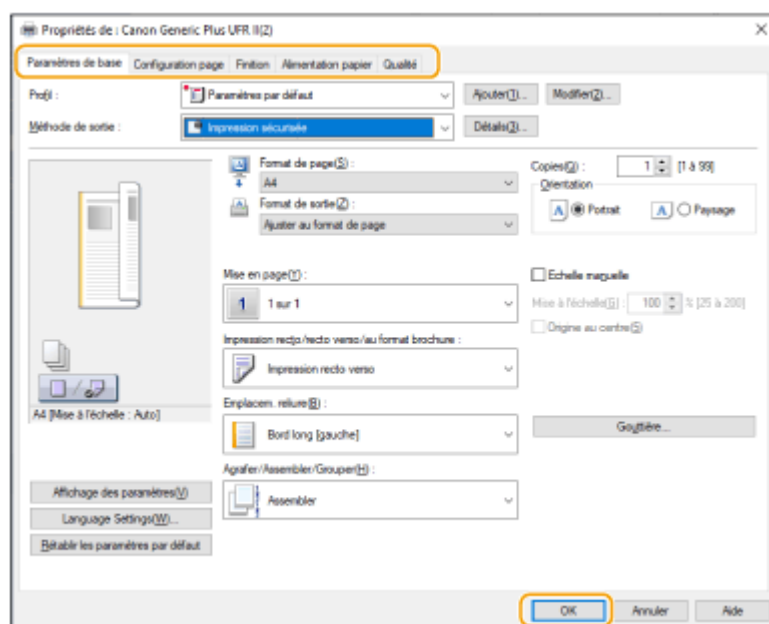 Propriétés de : Canon Generic Plus UFR II(2)
Paramètres de base Configuration page Finition Alimentation papier Qualité
Profil : Paramètres par défaut Ajouter(1)... Modifier(2)...
Méthode de sortie : Impression sécurisée Détails(3)...
Format de page(S) :
A4
Format de sortie(Z) :
Ajuster au format de page
Copies(Q) : 1 [1 à 99]
Orientation
A Portrait A Paysage
Mise en page(Y) :
1 1 sur 1
Echelle manuelle
Mise à l'échelle(G) : 100 % [25 à 200]
Origine au centre(5)
Impression recto/recto verso/au format brochure :
Impression recto verso
A4 [Mise à l'échelle : Auto]
Emplacem. reliure(B) :
Bord long [gauche]
Gouttière...
Agrafer/Assembler/Grouper(H) :
Assembler
Affichage des paramètres(V)
Language Settings(W)...
Rétablir les paramètres par défaut
OK Annuler Aide